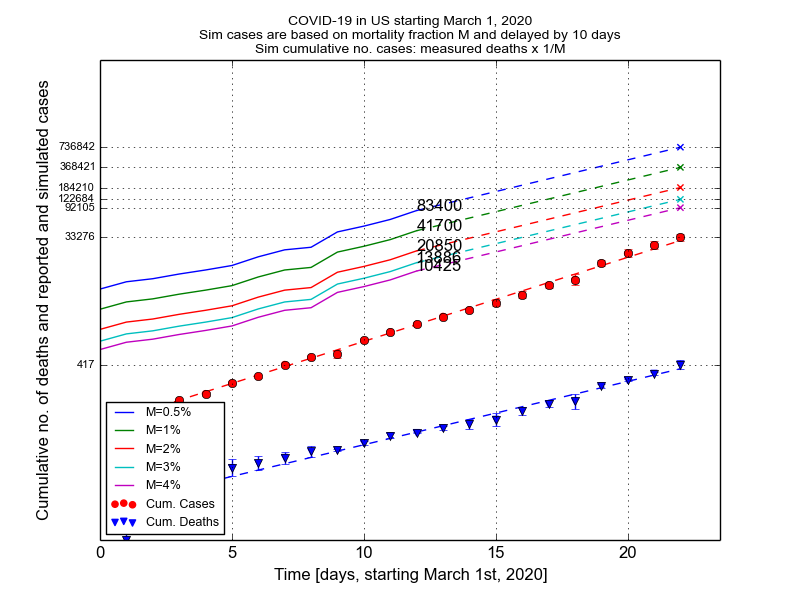 COVID-19 in US starting March 1, 2020
Sim cases are based on mortality fraction M and delayed by 10 days
Sim cumulative no. cases: measured deaths x 1/M
Cumulative no. of deaths and reported and simulated cases
736842
368421
184210
122684
92105
33276
417
83400
41700
20850
13886
10425
M=0.5%
M=1%
M=2%
M=3%
M=4%
Cum. Cases
Cum. Deaths
0 5 10 15 20
Time [days, starting March 1st, 2020]